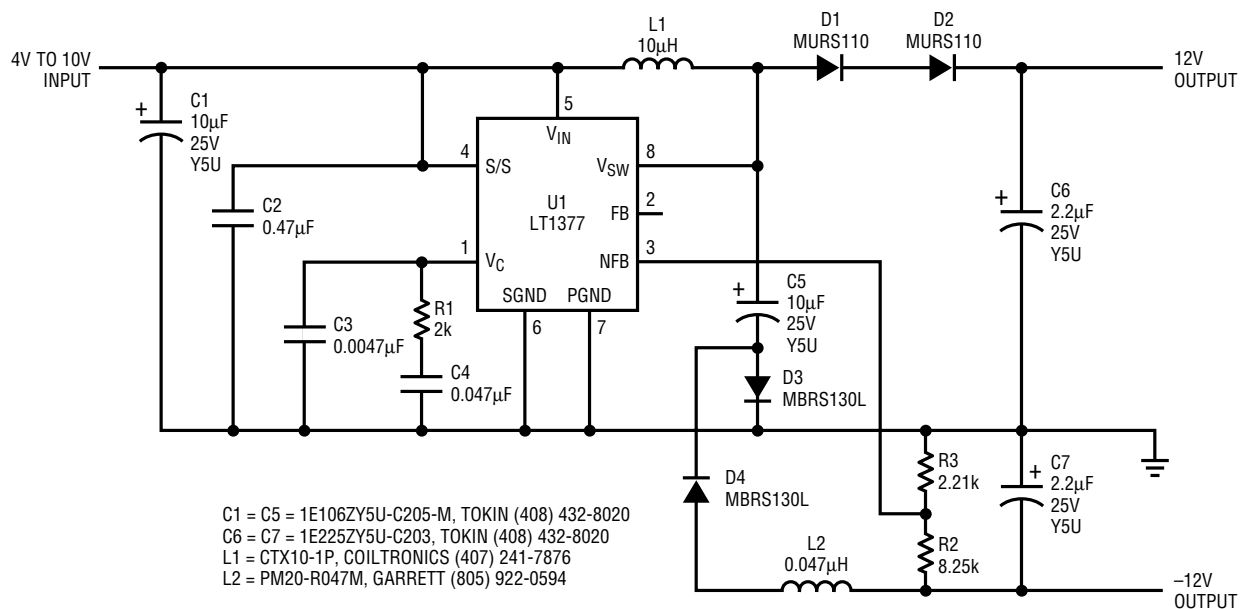 4V TO 10V
INPUT
C1
10µF
25V
Y5U
+
L1
10µH
D1
MURS110
D2
MURS110
12V
OUTPUT
5
VIN
4
S/S
VSW
8
U1
LT1377
FB
2
1
VC
NFB
3
SGND
PGND
6
7
C2
0.47µF
C3
0.0047µF
R1
2k
C4
0.047µF
+
C5
10µF
25V
Y5U
D3
MBRS130L
+
C6
2.2µF
25V
Y5U
D4
MBRS130L
R3
2.21k
R2
8.25k
+
C7
2.2µF
25V
Y5U
L2
0.047µH
–12V
OUTPUT
C1 = C5 = 1E106ZY5U-C205-M, TOKIN (408) 432-8020
C6 = C7 = 1E225ZY5U-C203, TOKIN (408) 432-8020
L1 = CTX10-1P, COILTRONICS (407) 241-7876
L2 = PM20-R047M, GARRETT (805) 922-0594